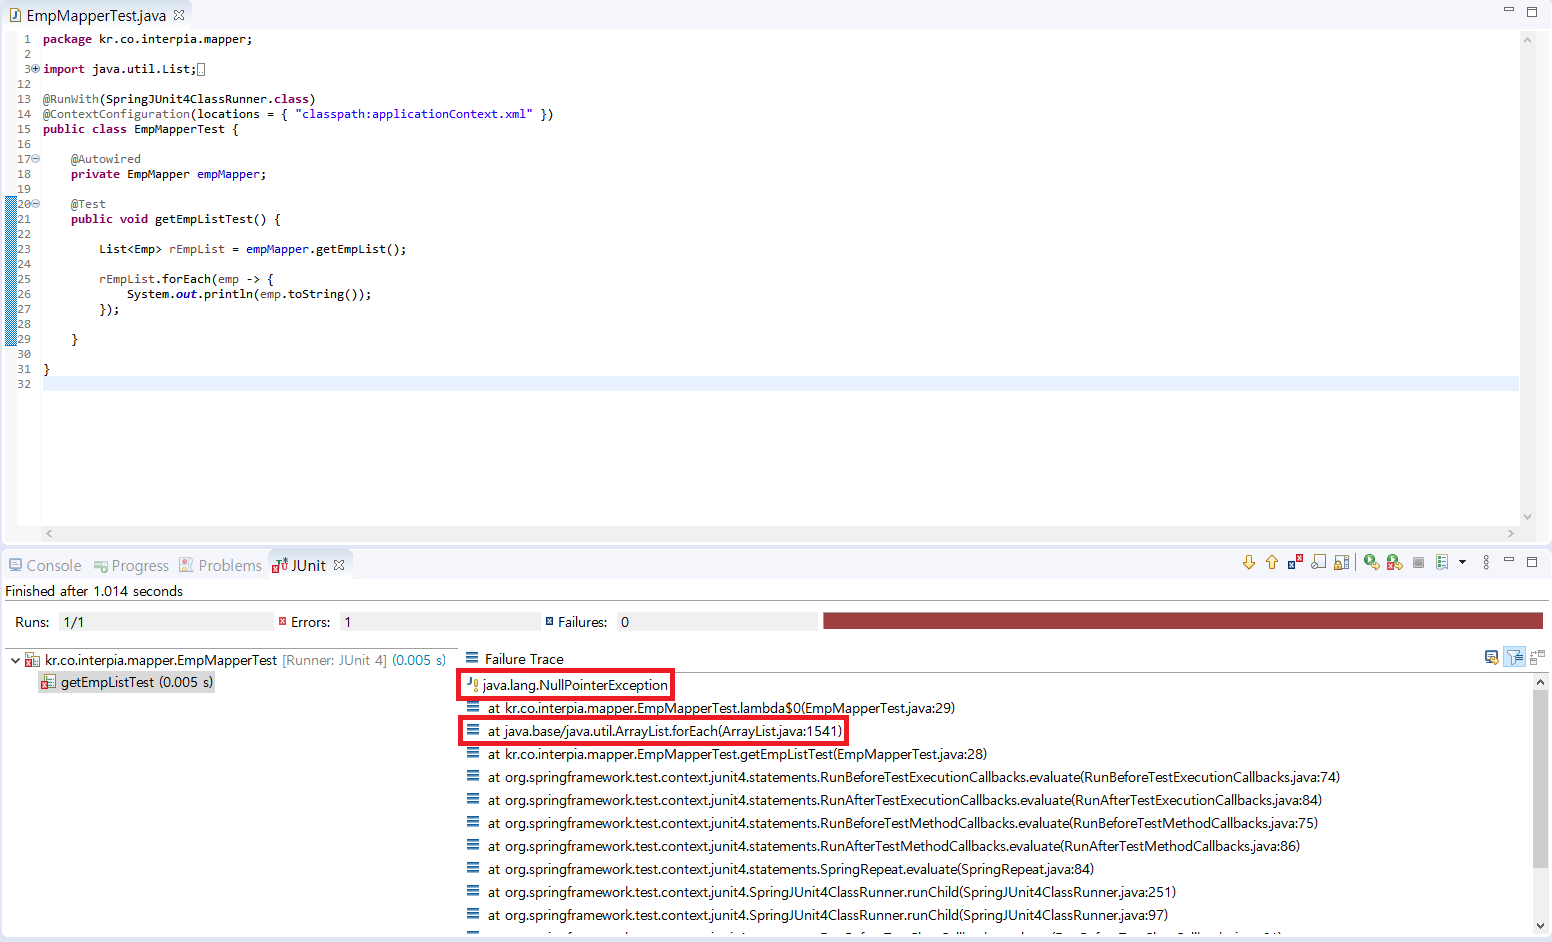 EmpMapperTest.java
1 package kr.co.interpia.mapper;
2
3 import java.util.List;
12
13 @RunWith(SpringJUnit4ClassRunner.class)
14 @ContextConfiguration(locations = { "classpath:applicationContext.xml" })
15 public class EmpMapperTest {
16
17 @Autowired
18 private EmpMapper empMapper;
19
20 @Test
21 public void getEmpListTest() {
22
23 List<Emp> rEmpList = empMapper.getEmpList();
24
25 rEmpList.forEach(emp -> {
26 System.out.println(emp.toString());
27 });
28
29 }
30
31 }
32
Console Progress Problems JUnit
Finished after 1.014 seconds
Runs: 1/1 Errors: 1 Failures: 0
kr.co.interpia.mapper.EmpMapperTest [Runner: JUnit 4] (0.005 s)
getEmpListTest (0.005 s)
Failure Trace
java.lang.NullPointerException
at kr.co.interpia.mapper.EmpMapperTest.lambda$0(EmpMapperTest.java:29)
at java.base/java.util.ArrayList.forEach(ArrayList.java:1541)
at kr.co.interpia.mapper.EmpMapperTest.getEmpListTest(EmpMapperTest.java:28)
at org.springframework.test.context.junit4.statements.RunBeforeTestExecutionCallbacks.evaluate(RunBeforeTestExecutionCallbacks.java:74)
at org.springframework.test.context.junit4.statements.RunAfterTestExecutionCallbacks.evaluate(RunAfterTestExecutionCallbacks.java:84)
at org.springframework.test.context.junit4.statements.RunBeforeTestMethodCallbacks.evaluate(RunBeforeTestMethodCallbacks.java:75)
at org.springframework.test.context.junit4.statements.RunAfterTestMethodCallbacks.evaluate(RunAfterTestMethodCallbacks.java:86)
at org.springframework.test.context.junit4.statements.SpringRepeat.evaluate(SpringRepeat.java:84)
at org.springframework.test.context.junit4.SpringJUnit4ClassRunner.runChild(SpringJUnit4ClassRunner.java:251)
at org.springframework.test.context.junit4.SpringJUnit4ClassRunner.runChild(SpringJUnit4ClassRunner.java:97)